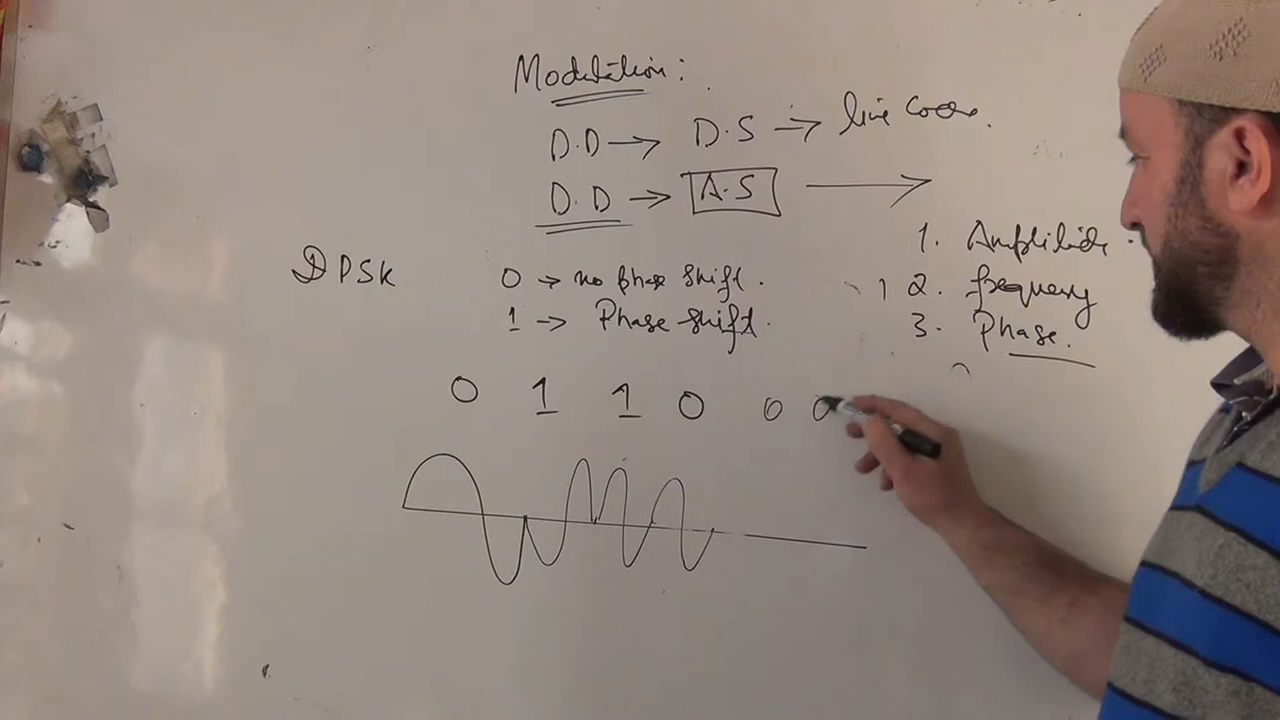 Modulation:
D.D → D.S → line code.
D.D → A.S →
1. Amplitude.
DPSK 0 → no phase shift. 2. frequency
1 → Phase shift. 3. Phase.
0 1 1 0 0 0